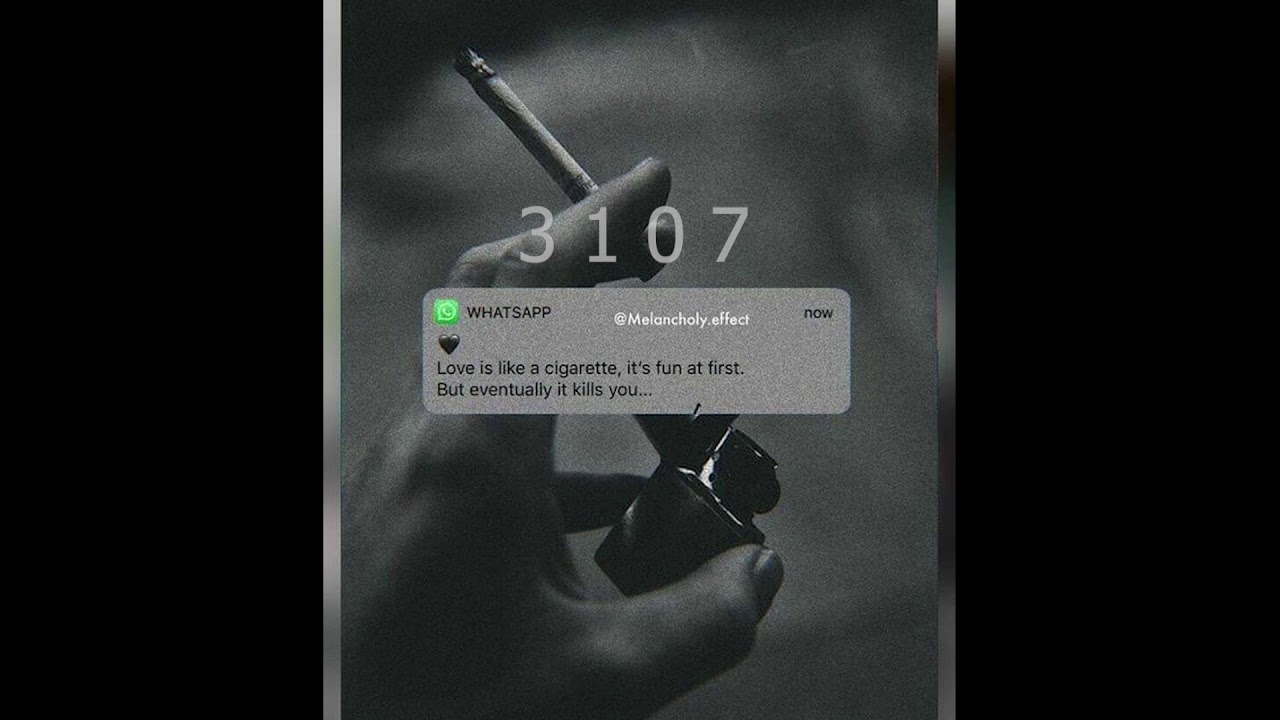 3107
WHATSAPP
@Melancholy.effect
now
🖤
Love is like a cigarette, it’s fun at first.
But eventually it kills you...